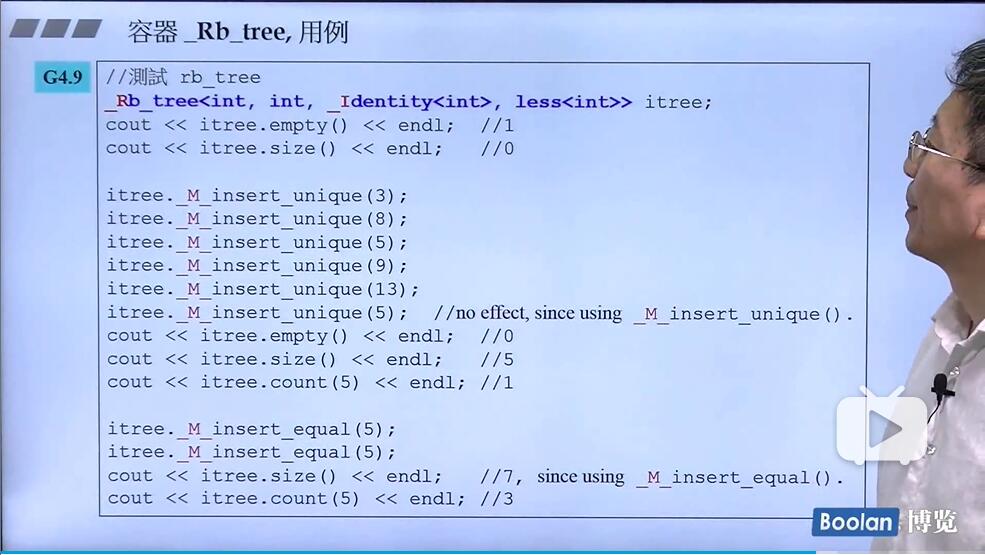 容器 _Rb_tree, 用例
G4.9
//測試 rb_tree
_Rb_tree<int, int, _Identity<int>, less<int>> itree;
cout << itree.empty() << endl; //1
cout << itree.size() << endl; //0
itree._M_insert_unique(3);
itree._M_insert_unique(8);
itree._M_insert_unique(5);
itree._M_insert_unique(9);
itree._M_insert_unique(13);
itree._M_insert_unique(5); //no effect, since using _M_insert_unique().
cout << itree.empty() << endl; //0
cout << itree.size() << endl; //5
cout << itree.count(5) << endl; //1
itree._M_insert_equal(5);
itree._M_insert_equal(5);
cout << itree.size() << endl; //7, since using _M_insert_equal().
cout << itree.count(5) << endl; //3
Boolan 博览